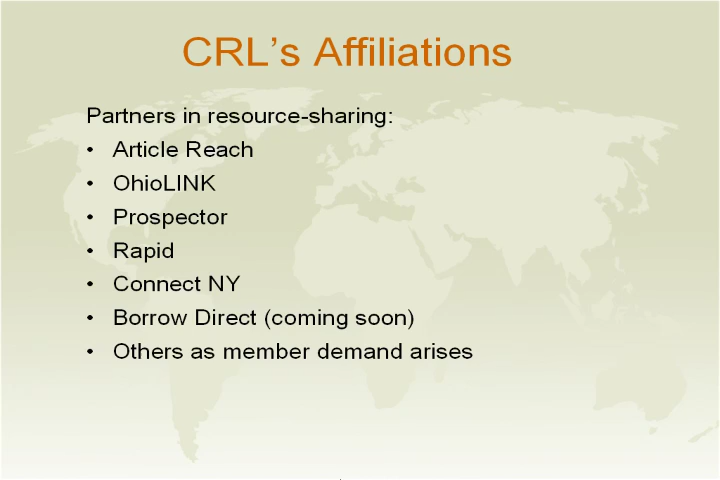 CRL’s Affiliations
Partners in resource-sharing:
• Article Reach
• OhioLINK
• Prospector
• Rapid
• Connect NY
• Borrow Direct (coming soon)
• Others as member demand arises